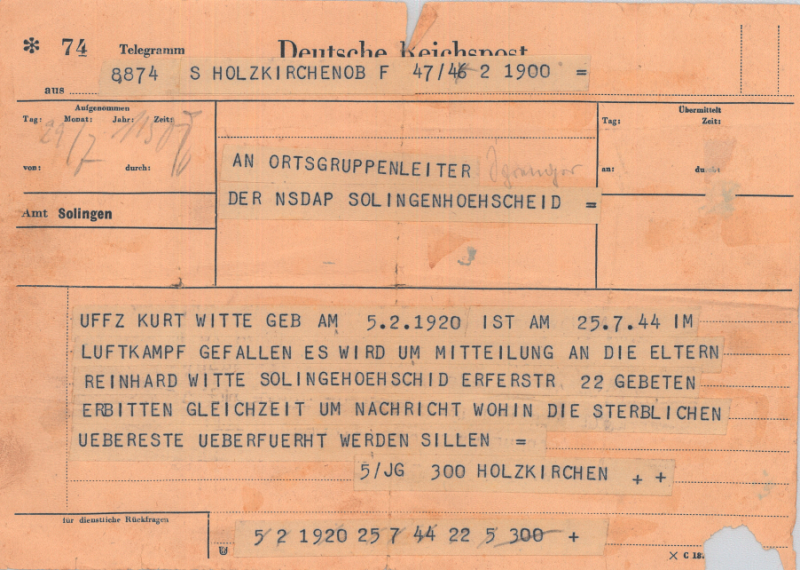 * 74 Telegramm Deutsche Reichspost
8874 S HOLZKIRCHENOB F 47/46 2 1900 =
aus
Aufgenommen
Tag: Monat: Jahr: Zeit:
29/7
von: durch:
Übermittelt
Tag: Zeit:
an: durch:
AN ORTSGRUPPENLEITER
DER NSDAP SOLINGENHOEHSCHEID =
Amt Solingen
UFFZ KURT WITTE GEB AM 5.2.1920 IST AM 25.7.44 IM
LUFTKAMPF GEFALLEN ES WIRD UM MITTEILUNG AN DIE ELTERN
REINHARD WITTE SOLINGEHOEHSCHID ERFERSTR 22 GEBETEN
ERBITTEN GLEICHZEIT UM NACHRICHT WOHIN DIE STERBLICHEN
UEBERESTE UEBERFUERHT WERDEN SILLEN =
5/JG 300 HOLZKIRCHEN + +
für dienstliche Rückfrages
5 2 1920 25 7 44 22 5 300 +
× C 187